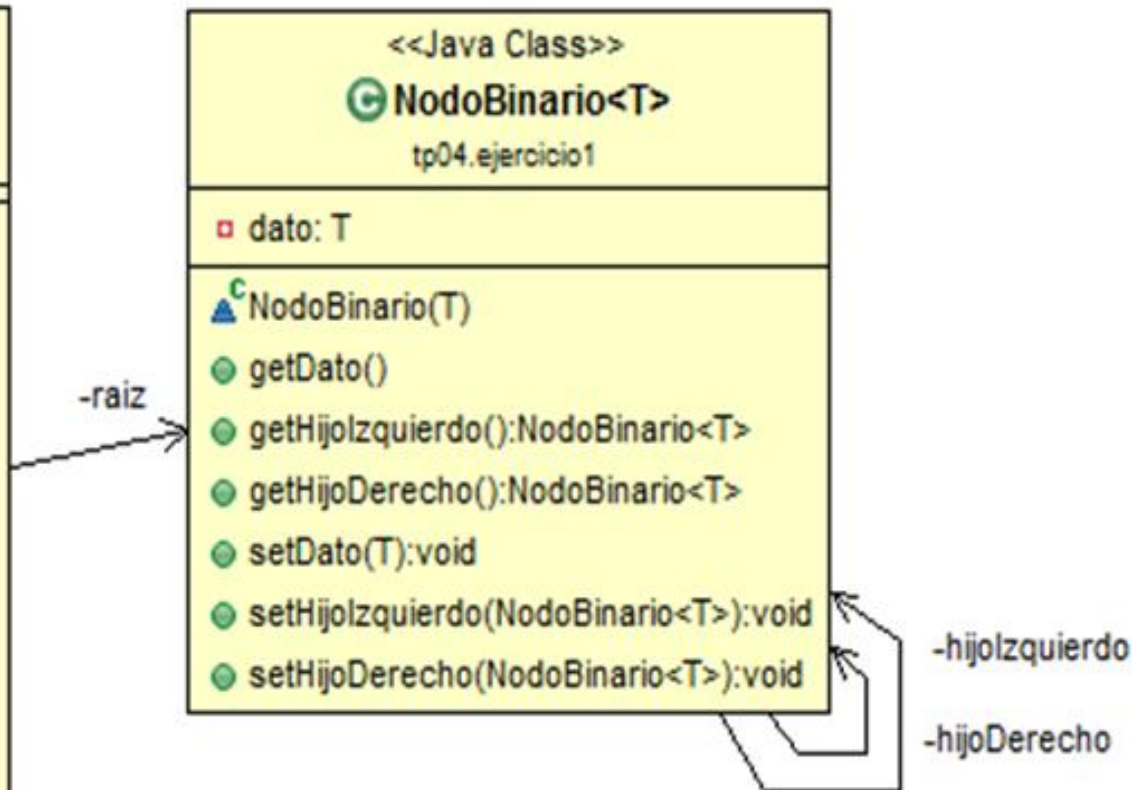 <<Java Class>>
C NodoBinario<T>
tp04.ejercicio1
dato: T
C NodoBinario(T)
getDato()
getHijoIzquierdo():NodoBinario<T>
getHijoDerecho():NodoBinario<T>
setDato(T):void
setHijoIzquierdo(NodoBinario<T>):void
setHijoDerecho(NodoBinario<T>):void
-raiz
-hijoIzquierdo
-hijoDerecho